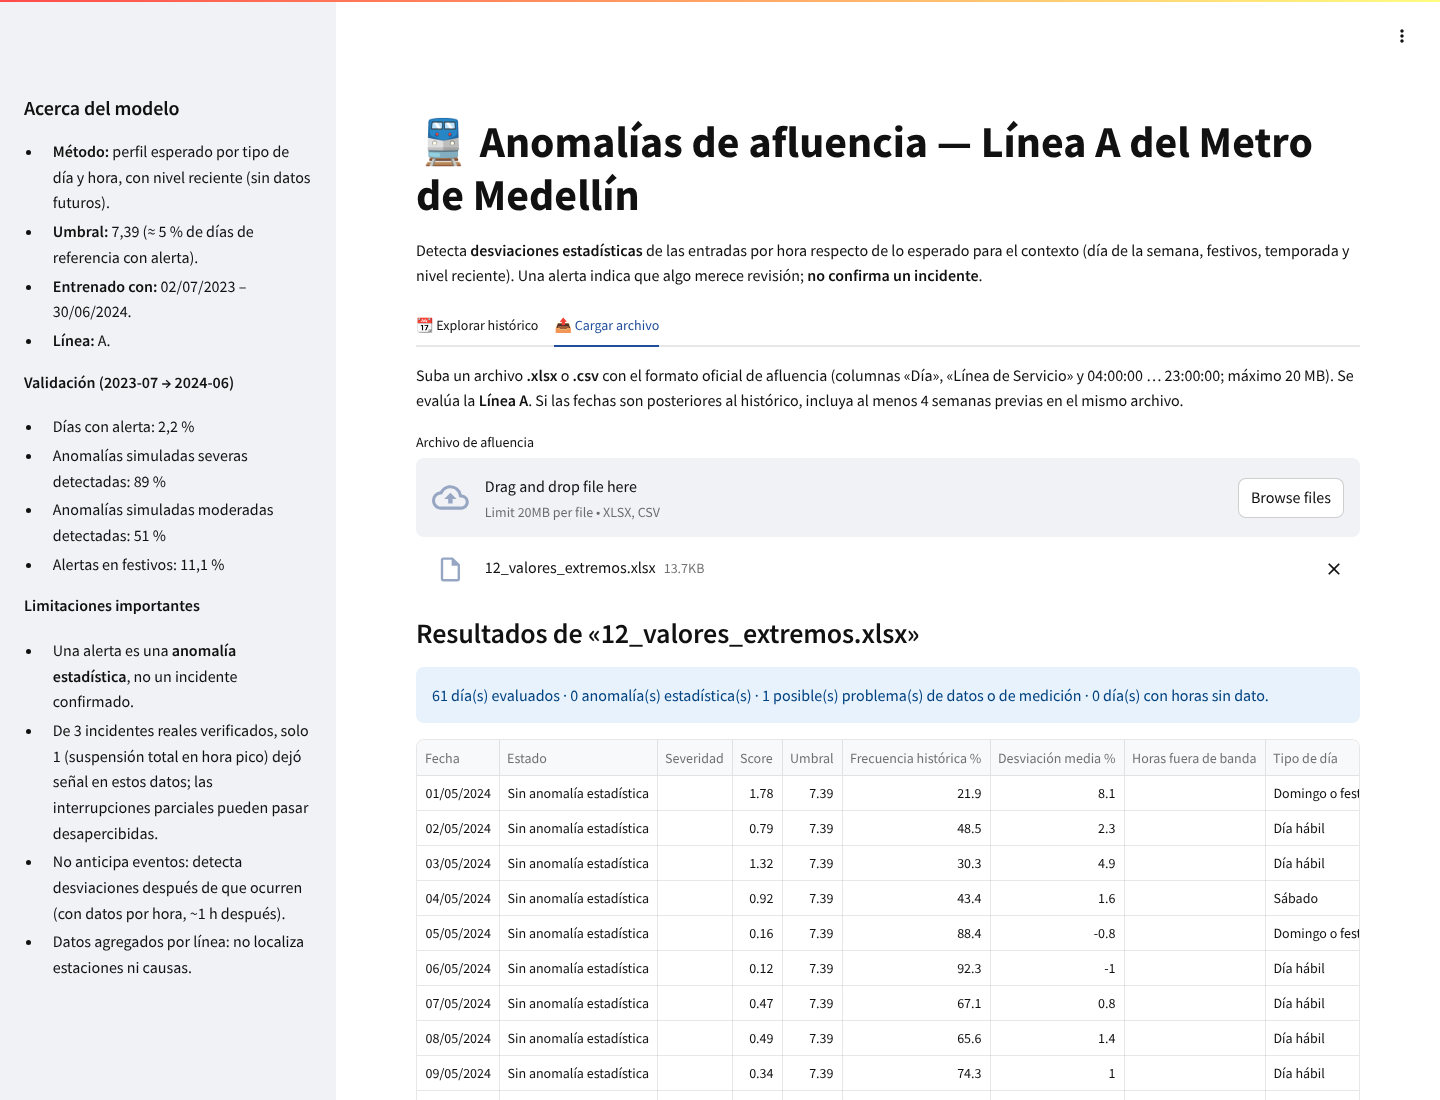 Acerca del modelo
Método: perfil esperado por tipo de
día y hora, con nivel reciente (sin datos
futuros).
Umbral: 7,39 (≈ 5 % de días de
referencia con alerta).
Entrenado con: 02/07/2023 –
30/06/2024.
Línea: A.
Validación (2023-07 → 2024-06)
Días con alerta: 2,2 %
Anomalías simuladas severas
detectadas: 89 %
Anomalías simuladas moderadas
detectadas: 51 %
Alertas en festivos: 11,1 %
Limitaciones importantes
Una alerta es una anomalía
estadística, no un incidente
confirmado.
De 3 incidentes reales verificados, solo
1 (suspensión total en hora pico) dejó
señal en estos datos; las
interrupciones parciales pueden pasar
desapercibidas.
No anticipa eventos: detecta
desviaciones después de que ocurren
(con datos por hora, ~1 h después).
Datos agregados por línea: no localiza
estaciones ni causas.
Anomalías de afluencia — Línea A del Metro
de Medellín
Detecta desviaciones estadísticas de las entradas por hora respecto de lo esperado para el contexto (día de la semana, festivos, temporada y
nivel reciente). Una alerta indica que algo merece revisión; no confirma un incidente.
Explorar histórico Cargar archivo
Suba un archivo .xlsx o .csv con el formato oficial de afluencia (columnas «Día», «Línea de Servicio» y 04:00:00 … 23:00:00; máximo 20 MB). Se
evalúa la Línea A. Si las fechas son posteriores al histórico, incluya al menos 4 semanas previas en el mismo archivo.
Archivo de afluencia
Drag and drop file here
Limit 20MB per file • XLSX, CSV
Browse files
12_valores_extremos.xlsx 13.7KB
Resultados de «12_valores_extremos.xlsx»
61 día(s) evaluados · 0 anomalía(s) estadística(s) · 1 posible(s) problema(s) de datos o de medición · 0 día(s) con horas sin dato.
Fecha Estado Severidad Score Umbral Frecuencia histórica % Desviación media % Horas fuera de banda Tipo de día
01/05/2024 Sin anomalía estadística 1.78 7.39 21.9 8.1 Domingo o fest
02/05/2024 Sin anomalía estadística 0.79 7.39 48.5 2.3 Día hábil
03/05/2024 Sin anomalía estadística 1.32 7.39 30.3 4.9 Día hábil
04/05/2024 Sin anomalía estadística 0.92 7.39 43.4 1.6 Sábado
05/05/2024 Sin anomalía estadística 0.16 7.39 88.4 -0.8 Domingo o fest
06/05/2024 Sin anomalía estadística 0.12 7.39 92.3 -1 Día hábil
07/05/2024 Sin anomalía estadística 0.47 7.39 67.1 0.8 Día hábil
08/05/2024 Sin anomalía estadística 0.49 7.39 65.6 1.4 Día hábil
09/05/2024 Sin anomalía estadística 0.34 7.39 74.3 1 Día hábil